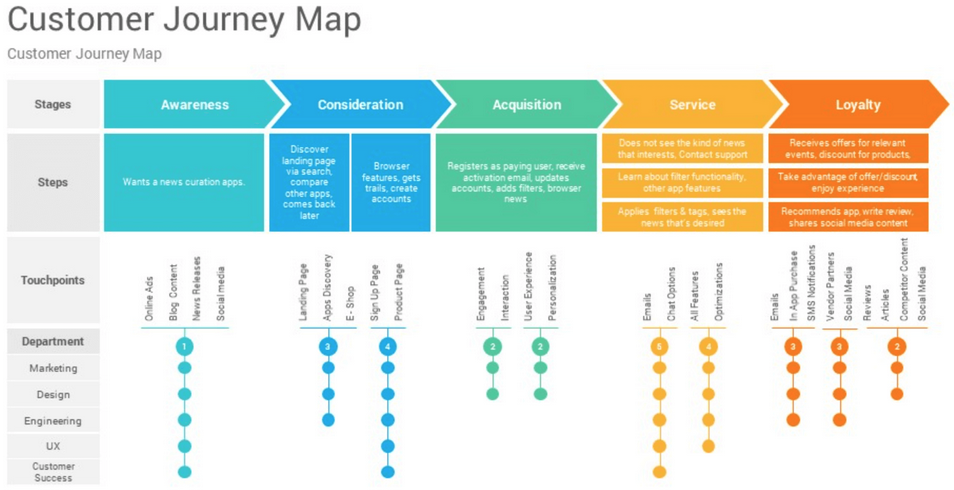 Customer Journey Map
Customer Journey Map
Stages
Awareness
Consideration
Acquisition
Service
Loyalty
Steps
Wants a news curation apps.
Discover
landing page
via search,
compare
other apps,
comes back
later
Browser
features, gets
trails, create
accounts
Registers as paying user, receive
activation email, updates
accounts, adds filters, browser
news
Does not see the kind of news
that interests, Contact support
Learn about filter functionality,
other app features
Applies filters & tags, sees the
news that's desired
Receives offers for relevant
events, discount for products,
Take advantage of offer/discount,
enjoy experience
Recommends app, write review,
shares social media content
Touchpoints
Online Ads
Blog Content
News Releases
Social media
Landing Page
Apps Discovery
E - Shop
Sign Up Page
Product Page
Engagement
Interaction
User Experience
Personalization
Emails
Chat Options
All Features
Optimizations
Emails
In App Purchase
SMS Notifications
Vendor Partners
Social Media
Reviews
Articles
Competitor Content
Social Media
Department
1
3
4
2
2
5
4
3
3
2
Marketing
Design
Engineering
UX
Customer
Success